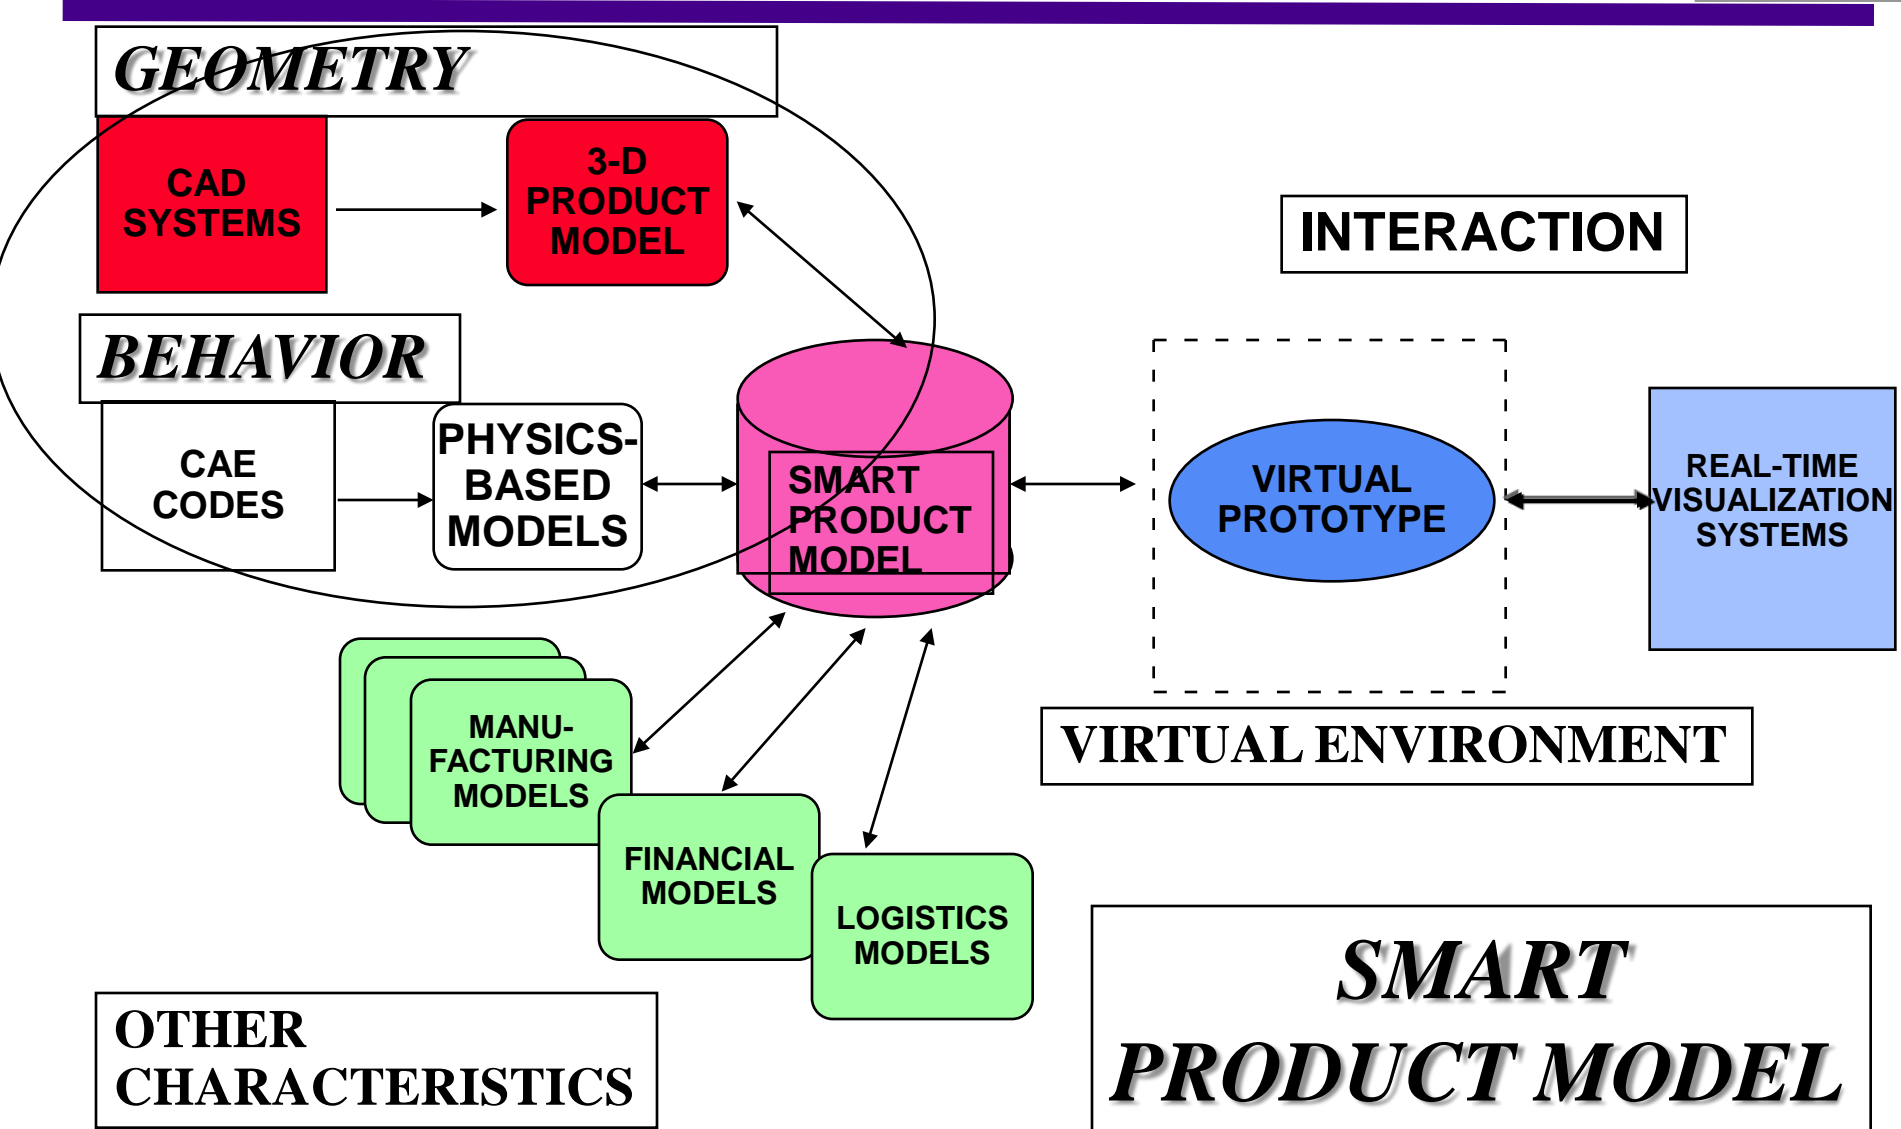 GEOMETRY
CAD
SYSTEMS
3-D
PRODUCT
MODEL
INTERACTION
BEHAVIOR
CAE
CODES
PHYSICS-
BASED
MODELS
SMART
PRODUCT
MODEL
VIRTUAL
PROTOTYPE
REAL-TIME
VISUALIZATION
SYSTEMS
VIRTUAL ENVIRONMENT
MANU-
FACTURING
MODELS
FINANCIAL
MODELS
LOGISTICS
MODELS
OTHER
CHARACTERISTICS
SMART
PRODUCT MODEL